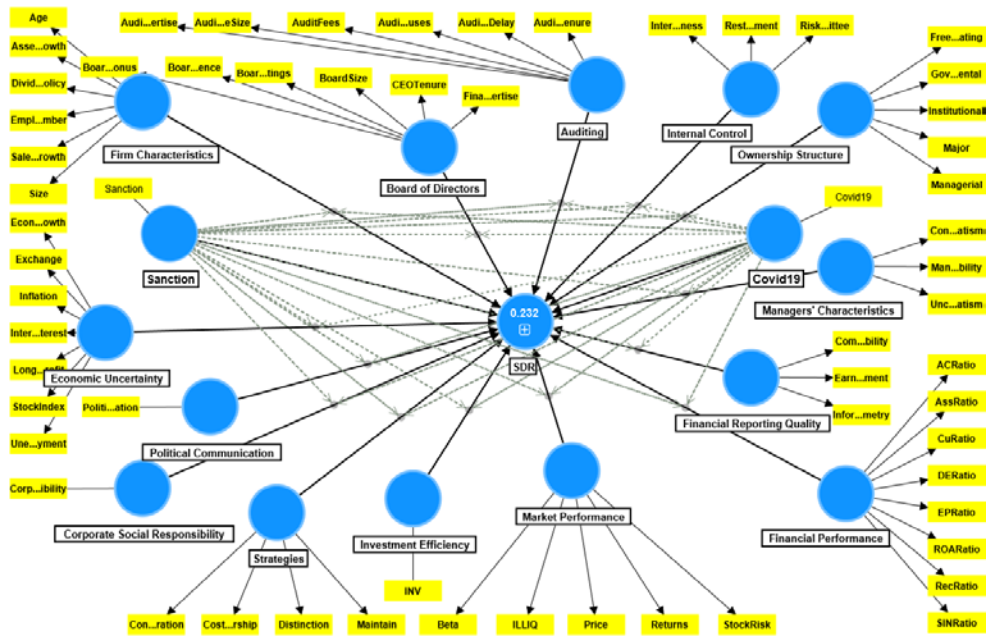 Age
Audi...ertise
Audi...eSize
AuditFees
Audi...uses
Audi...Delay
Audi...enure
Inter...ness
Rest...ment
Risk...ittee
Free...ating
Asse...owth
Boar...onus
Boar...ence
Boar...tings
BoardSize
CEOTenure
Fina...ertise
Gov...ental
Divid...olicy
Institutional
Empl...mber
Auditing
Internal Control
Major
Sale...rowth
Firm Characteristics
Ownership Structure
Managerial
Size
Board of Directors
Sanction
Covid19
Econ...owth
Con...atism
Exchange
Sanction
Covid19
Man...bility
Inflation
Managers' Characteristics
Unc...atism
0.232
Inter...terest
Com...bility
Long...
SDR
ACRatio
Economic Uncertainty
Earn...ment
StockIndex
Politi...ation
AssRatio
Infor...metry
Financial Reporting Quality
Une...yment
CuRatio
Political Communication
DERatio
Corp...ibility
EPRatio
Market Performance
Corporate Social Responsibility
Investment Efficiency
Financial Performance
ROARatio
Strategies
RecRatio
INV
SINRatio
Con...ration
Cost...rship
Distinction
Maintain
Beta
ILLIQ
Price
Returns
StockRisk